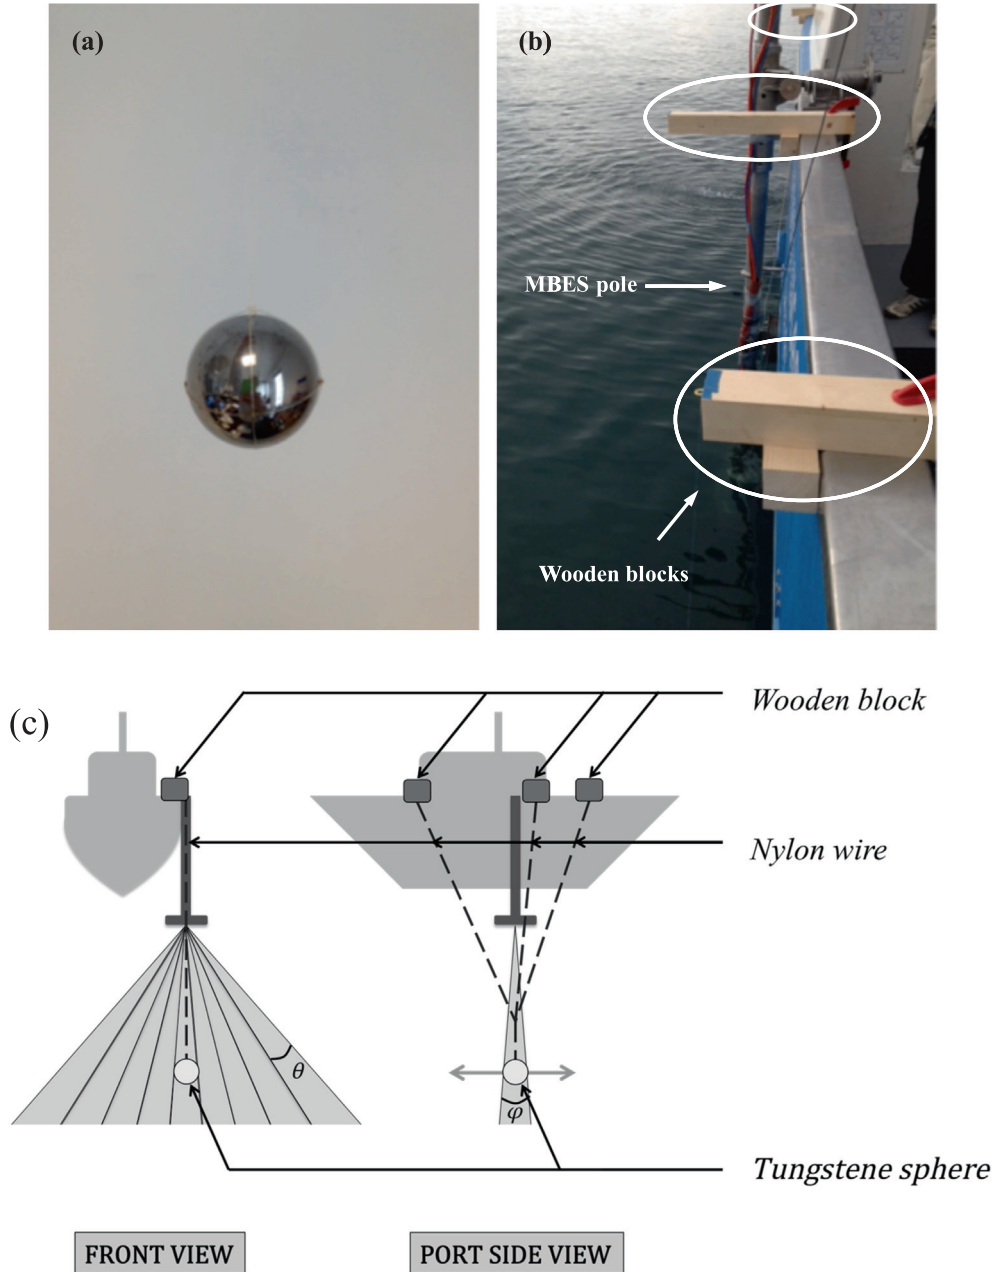 (a)
(b)
MBES pole
Wooden blocks
(c)
Wooden block
Nylon wire
θ
φ
Tungstene sphere
FRONT VIEW
PORT SIDE VIEW